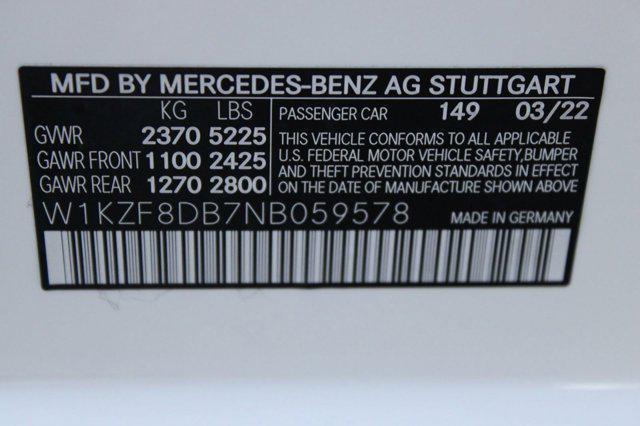 MFD BY MERCEDES-BENZ AG STUTTGART
KG LBS
GVWR 2370 5225
GAWR FRONT 1100 2425
GAWR REAR 1270 2800
PASSENGER CAR 149 03/22
THIS VEHICLE CONFORMS TO ALL APPLICABLE
U.S. FEDERAL MOTOR VEHICLE SAFETY, BUMPER,
AND THEFT PREVENTION STANDARDS IN EFFECT
ON THE DATE OF MANUFACTURE SHOWN ABOVE.
W1KZF8DB7NB059578 MADE IN GERMANY